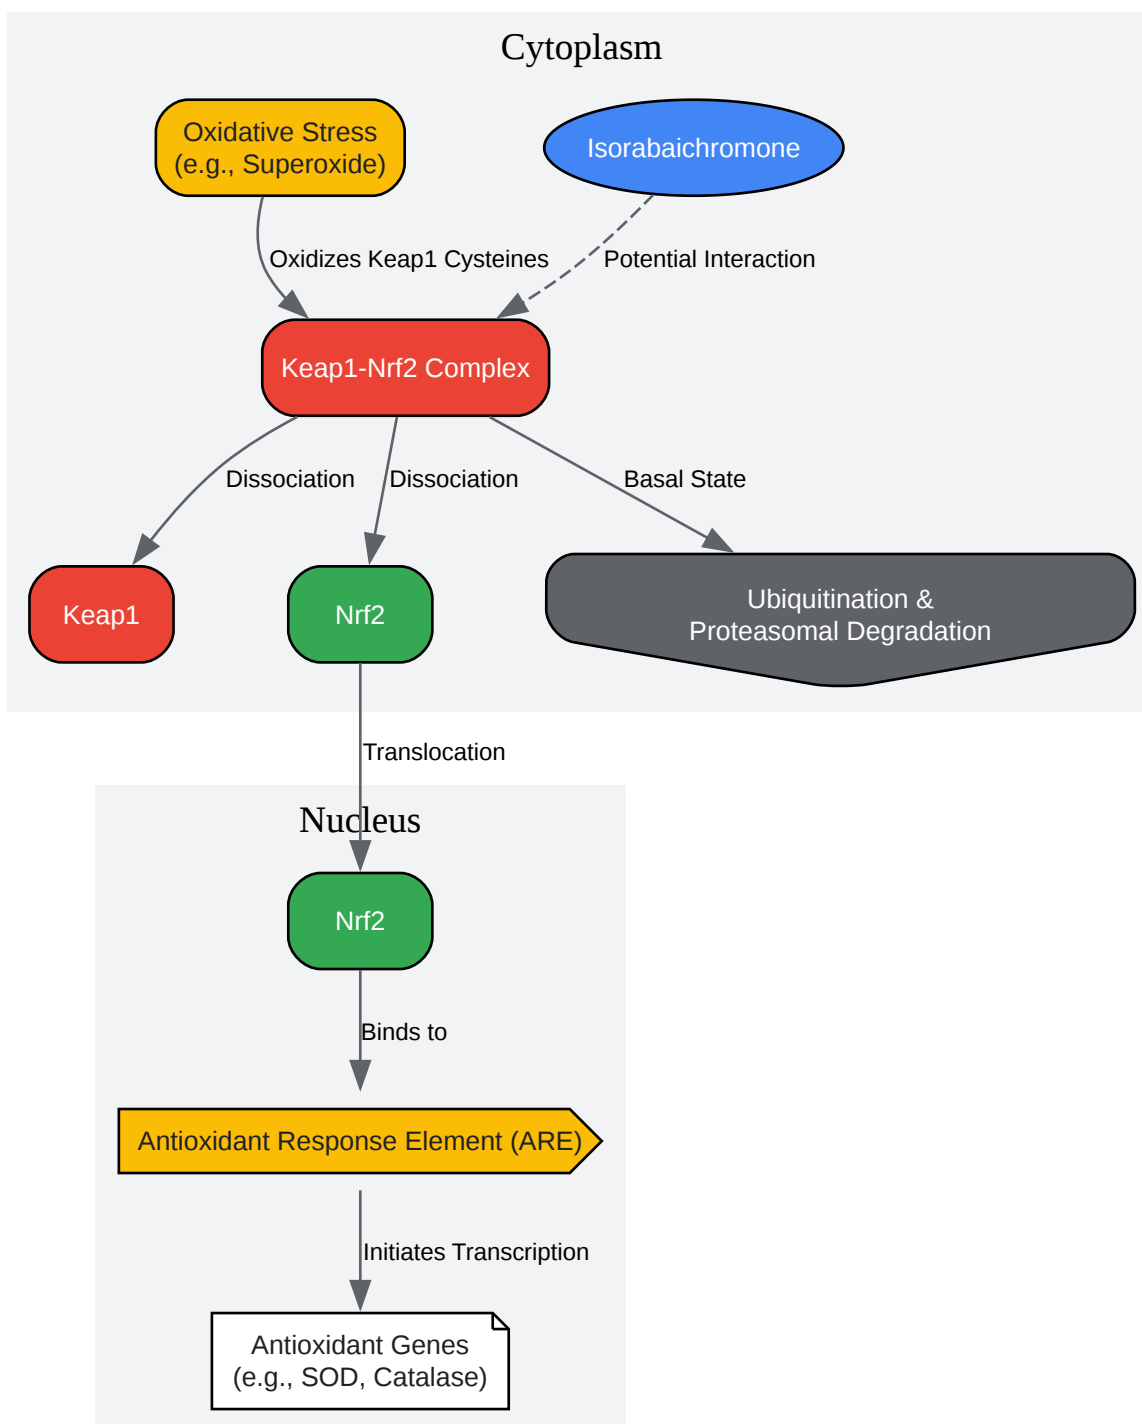 Cytoplasm
Oxidative Stress
(e.g., Superoxide)
Isorabaichromone
Oxidizes Keap1 Cysteines
Potential Interaction
Keap1-Nrf2 Complex
Dissociation
Dissociation
Basal State
Keap1
Nrf2
Ubiquitination &
Proteasomal Degradation
Translocation
Nucleus
Nrf2
Binds to
Antioxidant Response Element (ARE)
Initiates Transcription
Antioxidant Genes
(e.g., SOD, Catalase)